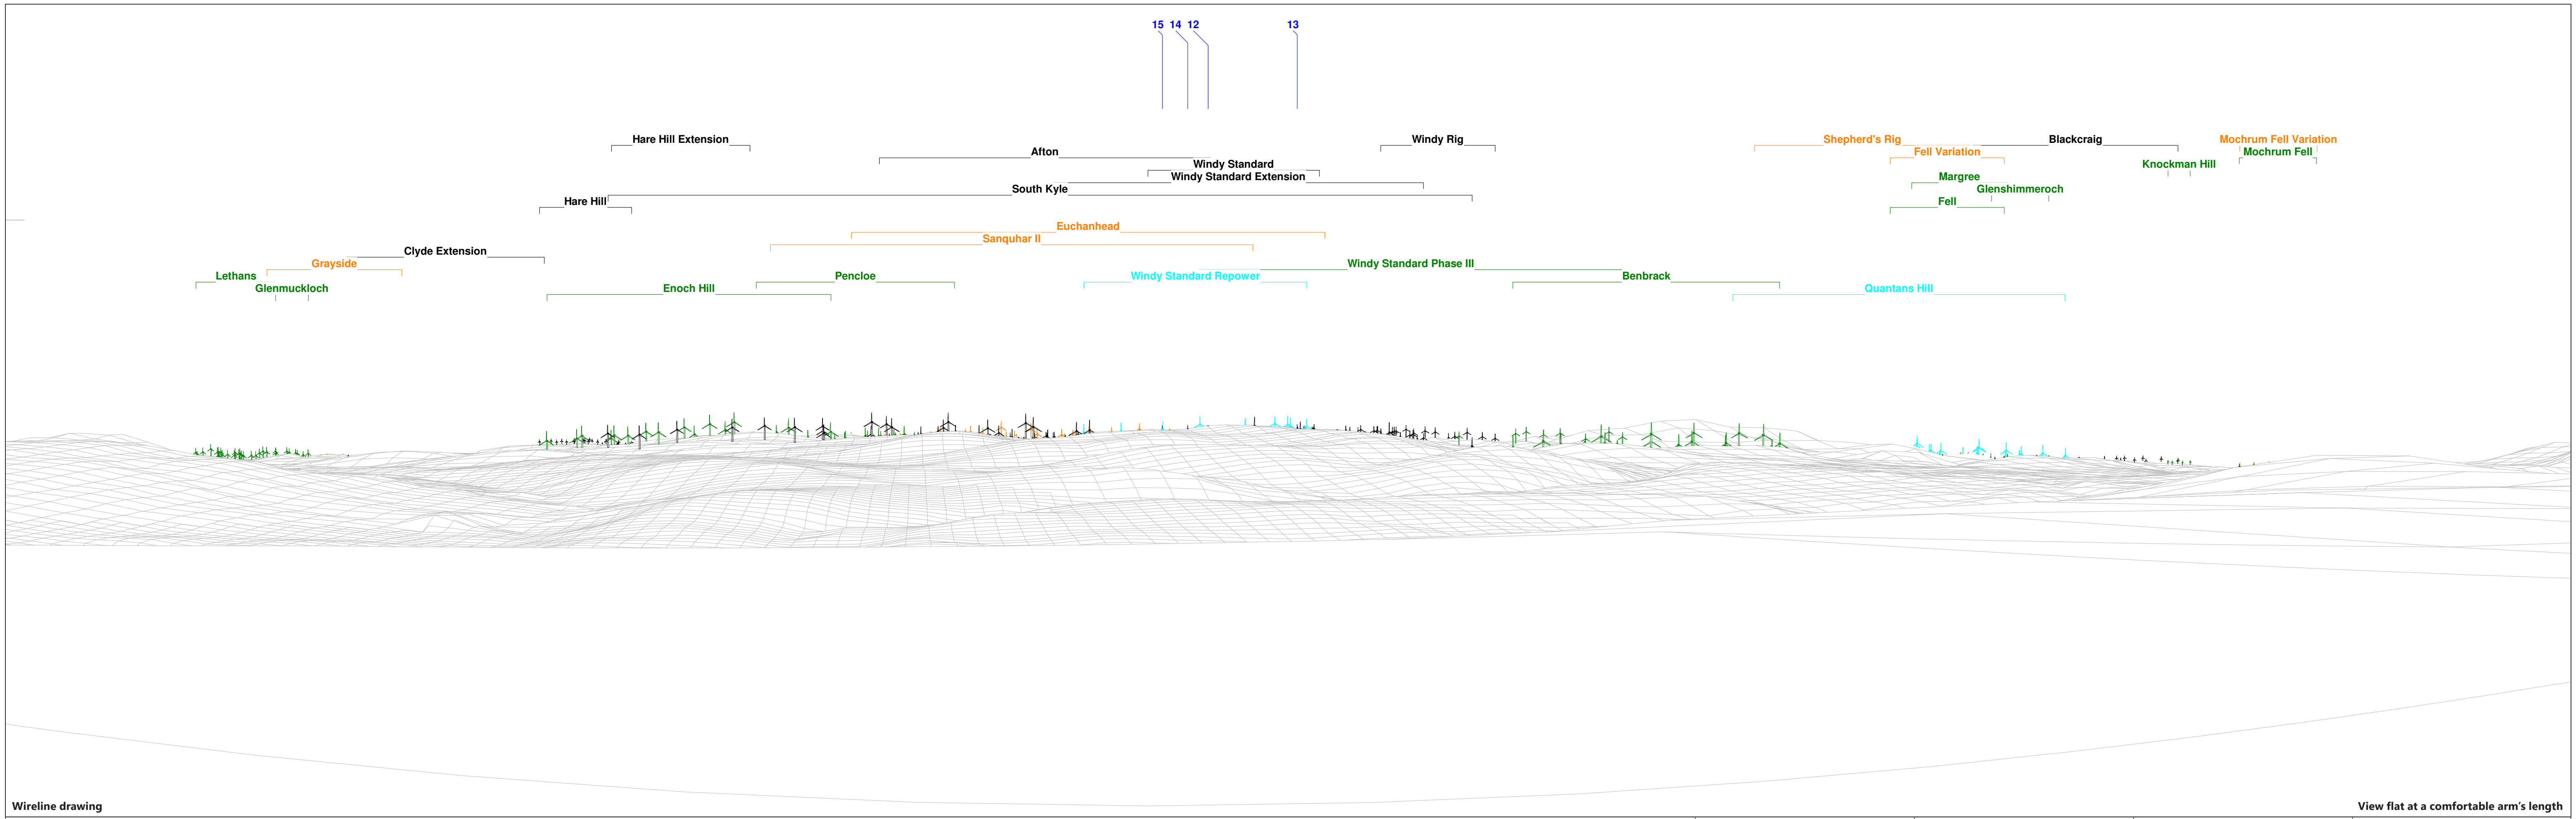 15 14 12 13
Hare Hill Extension
Windy Rig
Shepherd's Rig
Blackcraig
Mochrum Fell Variation
Afton
Fell Variation
Mochrum Fell
Windy Standard
Knockman Hill
Windy Standard Extension
Margree
South Kyle
Glenshimmeroch
Hare Hill
Fell
Euchanhead
Sanquhar II
Clyde Extension
Grayside
Windy Standard Phase III
Lethans
Pencloe
Windy Standard Repower
Benbrack
Glenmuckloch
Enoch Hill
Quantans Hill
Wireline drawing
View flat at a comfortable arm's length